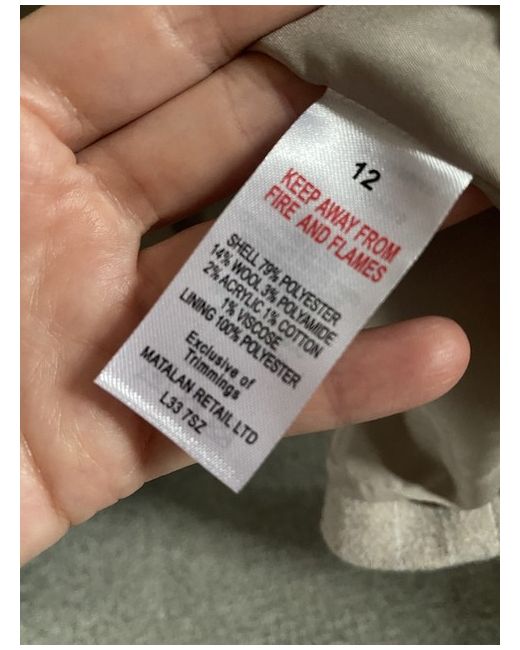 12
KEEP AWAY FROM
FIRE AND FLAMES
SHELL 79% POLYESTER
14% WOOL 3% POLYAMIDE
2% ACRYLIC 1% COTTON
1% VISCOSE
LINING 100% POLYESTER
Exclusive of
Trimmings
MATALAN RETAIL LTD
L33 7SZ